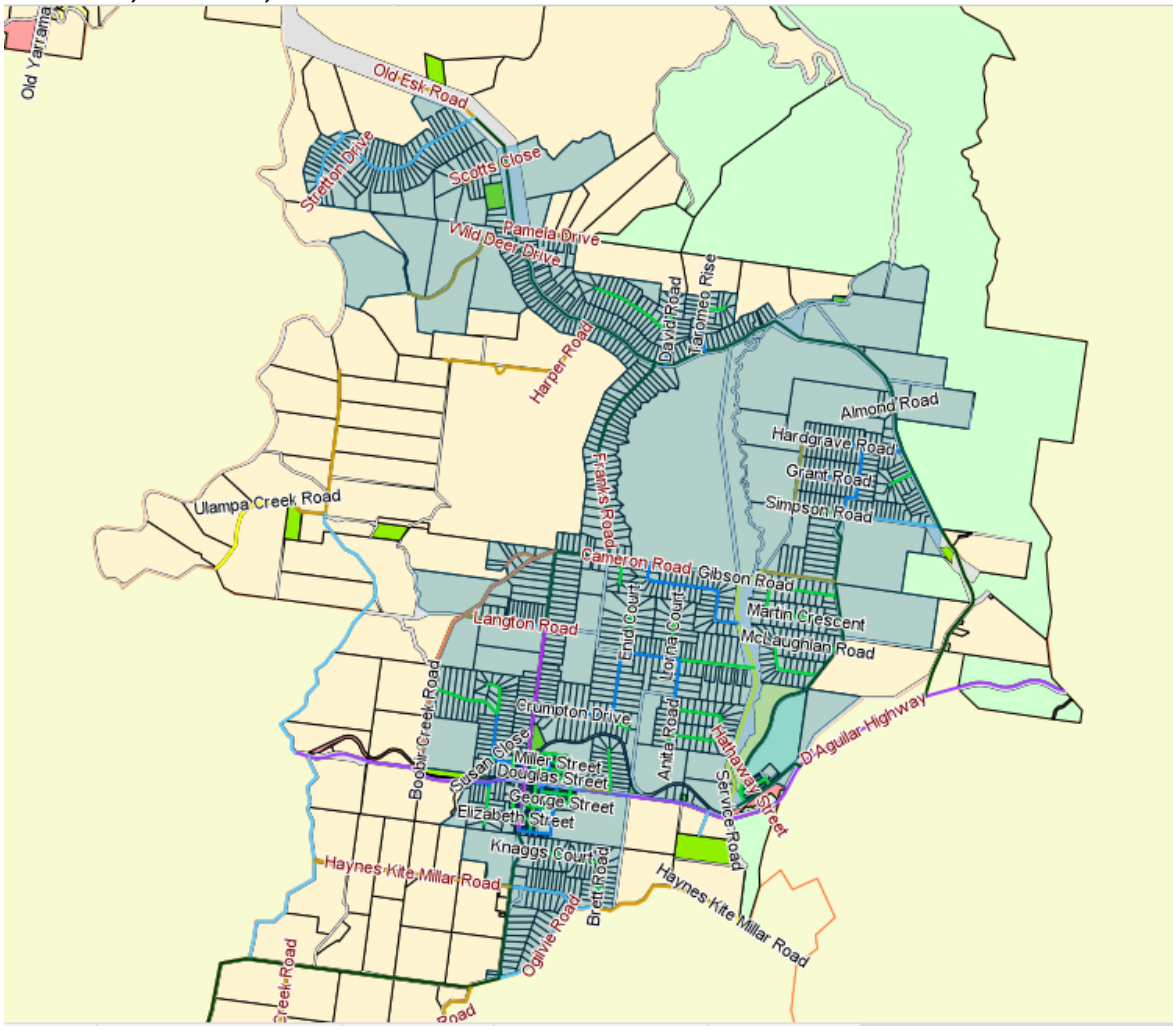 Old Yarrama
Old Esk Road
Stretton Drive
Scotts Close
Pamela Drive
Wild Deer Drive
David Road
Taromeo Rise
Harper Road
Almond Road
Hardgrave Road
Franks Road
Grant Road
Ulampa Creek Road
Simpson Road
Cameron Road
Gibson Road
Enid Court
Lorna Court
Martin Crescent
Langton Road
McLaughlan Road
Boobir Creek Road
Crumpton Drive
Anita Road
D'Aguilar Highway
Susan Close
Miller Street
Hathaway Street
Douglas Street
George Street
Service Road
Elizabeth Street
Knaggs Court
Haynes Kite Millar Road
Brett Road
Haynes Kite Millar Road
Ogilvie Road
Creek Road
Road